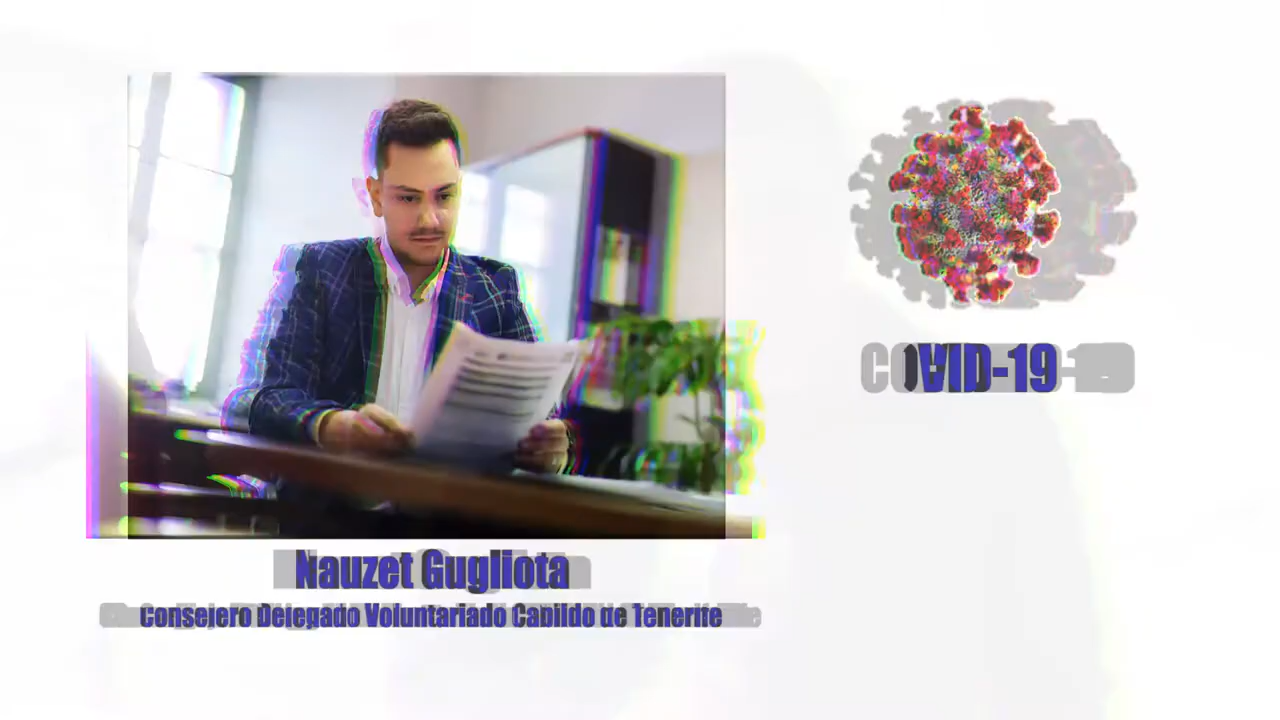 Nauzet Gugliota
Consejero Delegado Voluntariado Cabildo de Tenerife
COVID-19